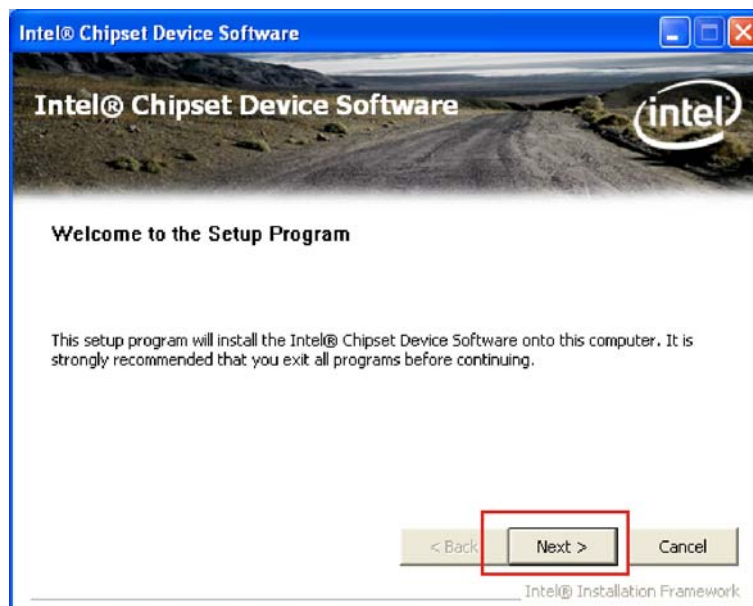 Intel® Chipset Device Software
Intel® Chipset Device Software
intel
Welcome to the Setup Program
This setup program will install the Intel® Chipset Device Software onto this computer. It is
strongly recommended that you exit all programs before continuing.
< Back
Next >
Cancel
Intel® Installation Framework